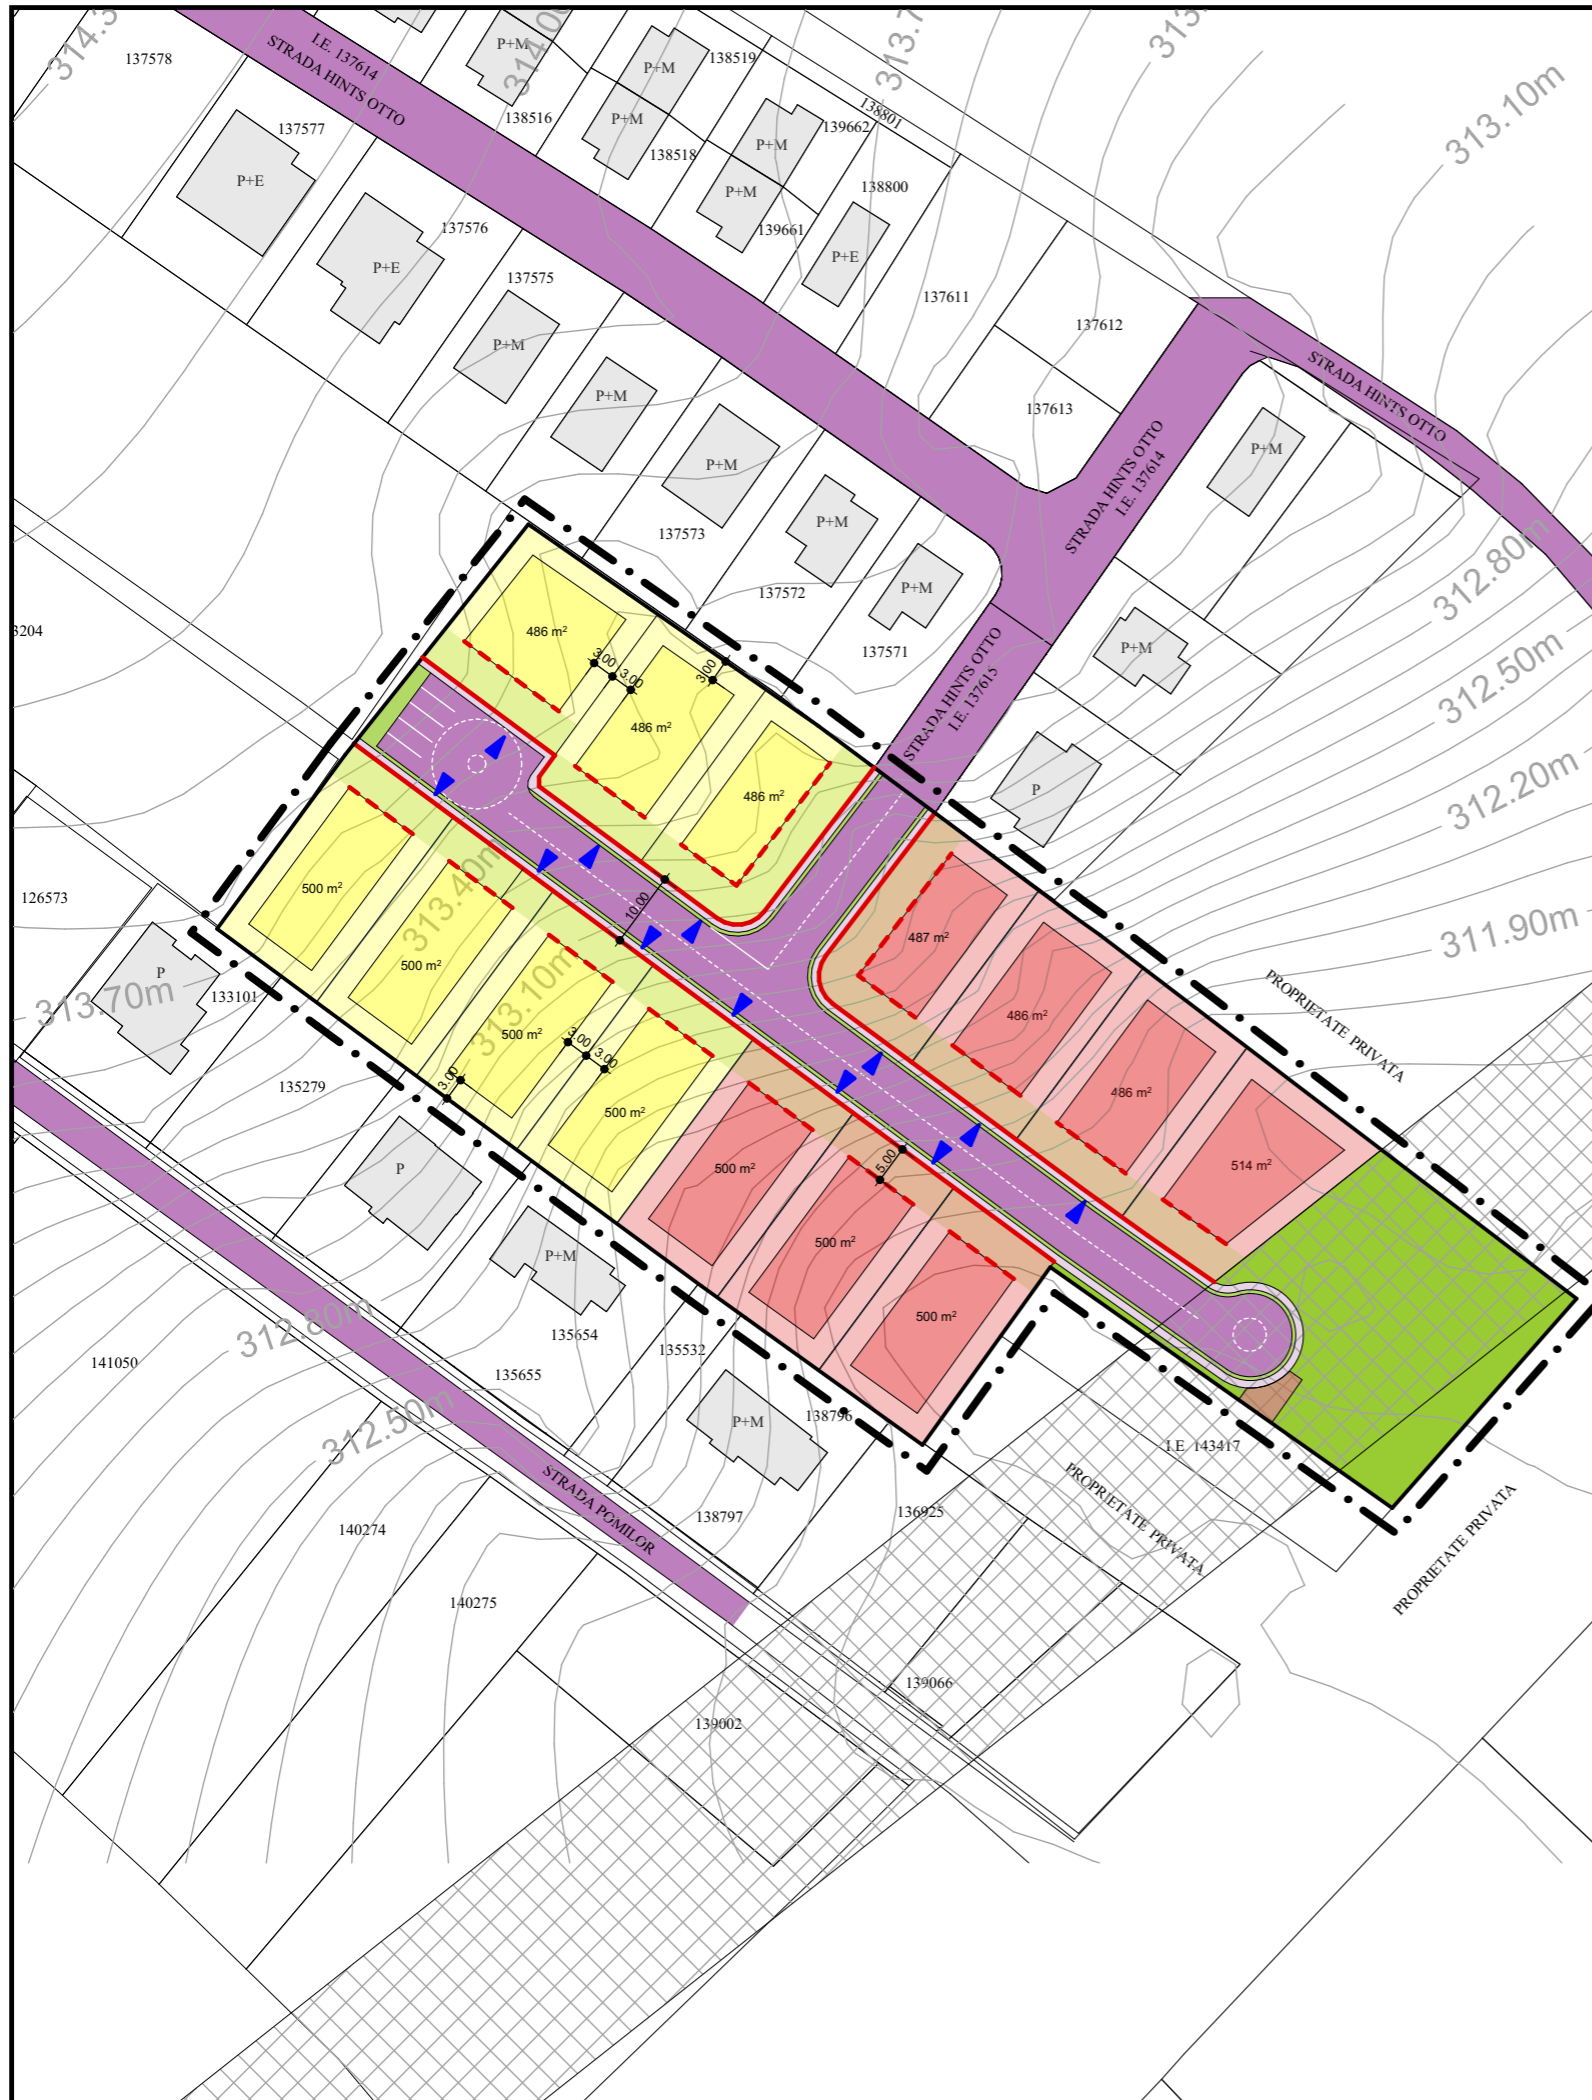 137578
I.E. 137614
STRADA HINTS OTTO
P+M
314.00
P+M
138519
313.10m
137577
138516
P+M
138518
P+M
139662
138801
P+E
P+M
139661
138800
137576
P+E
P+E
137575
137611
137612
P+M
STRADA HINTS OTTO
P+M
137613
STRADA HINTS OTTO
I.E. 137614
P+M
P+M
137573
P+M
312.80m
137572
P+M
3204
486 m²
137571
P+M
3.00
3.00
3.00
STRADA HINTS OTTO
I.E. 137615
312.50m
486 m²
486 m²
P
312.20m
126573
500 m²
313.40m
10.00
487 m²
311.90m
500 m²
P
313.70m
133101
313.10m
500 m²
486 m²
PROPRIETATE PRIVATA
3.00
3.00
3.00
135279
500 m²
486 m²
P
500 m²
5.00
514 m²
P+M
500 m²
312.80m
135654
500 m²
141050
135655
135532
312.50m
P+M
138796
I.E. 143417
STRADA POMILOR
PROPRIETATE PRIVATA
140274
138797
136925
PROPRIETATE PRIVATA
140275
139066
139002